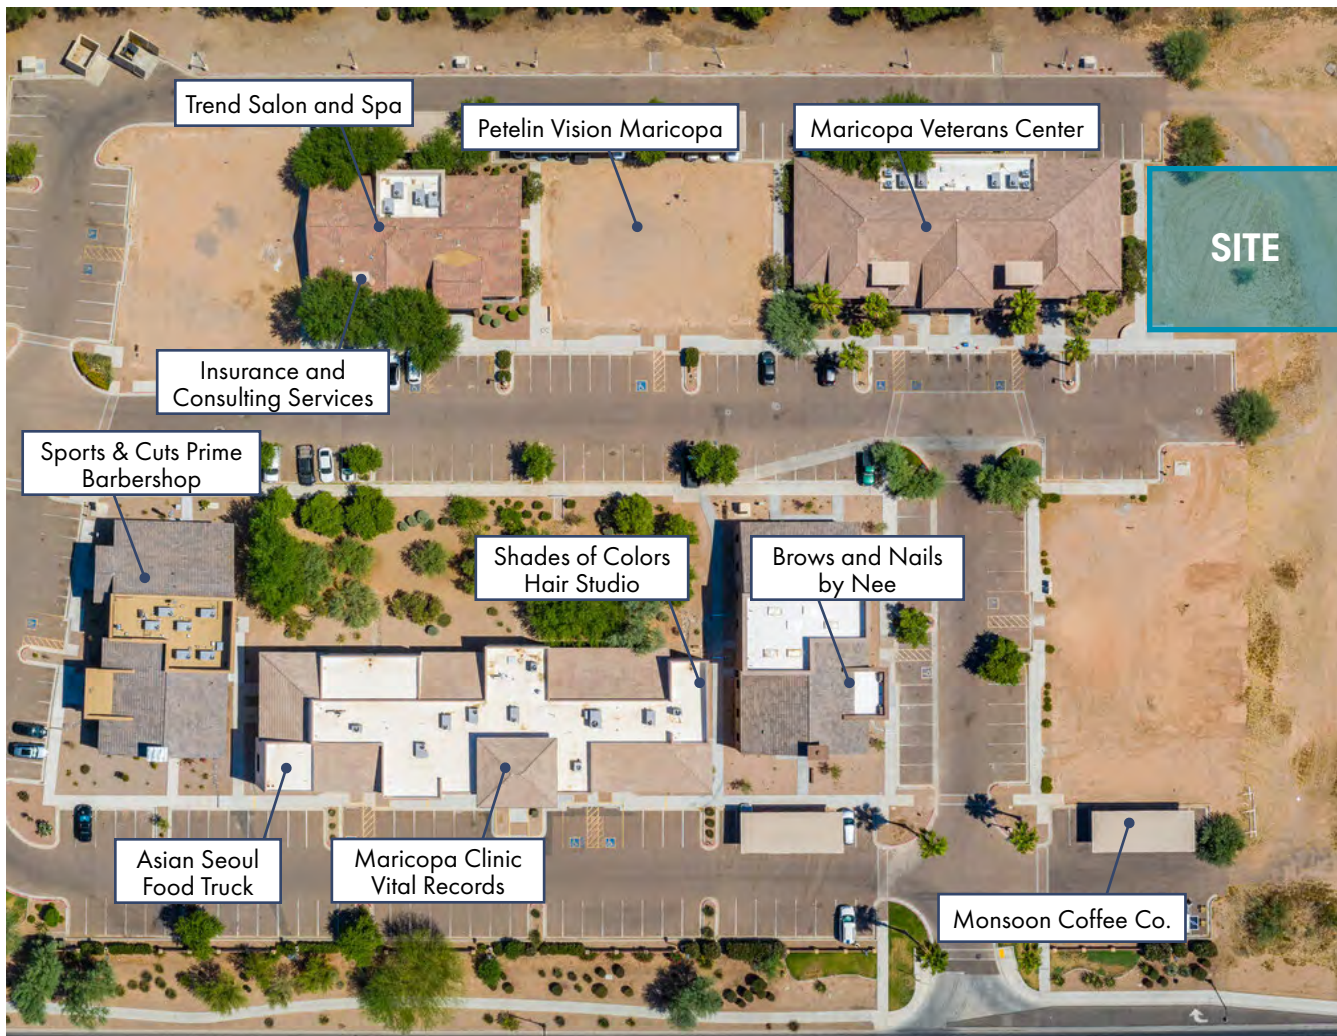 Trend Salon and Spa
Petelin Vision Maricopa
Maricopa Veterans Center
SITE
Insurance and
Consulting Services
Sports & Cuts Prime
Barbershop
Shades of Colors
Hair Studio
Brows and Nails
by Nee
Asian Seoul
Food Truck
Maricopa Clinic
Vital Records
Monsoon Coffee Co.